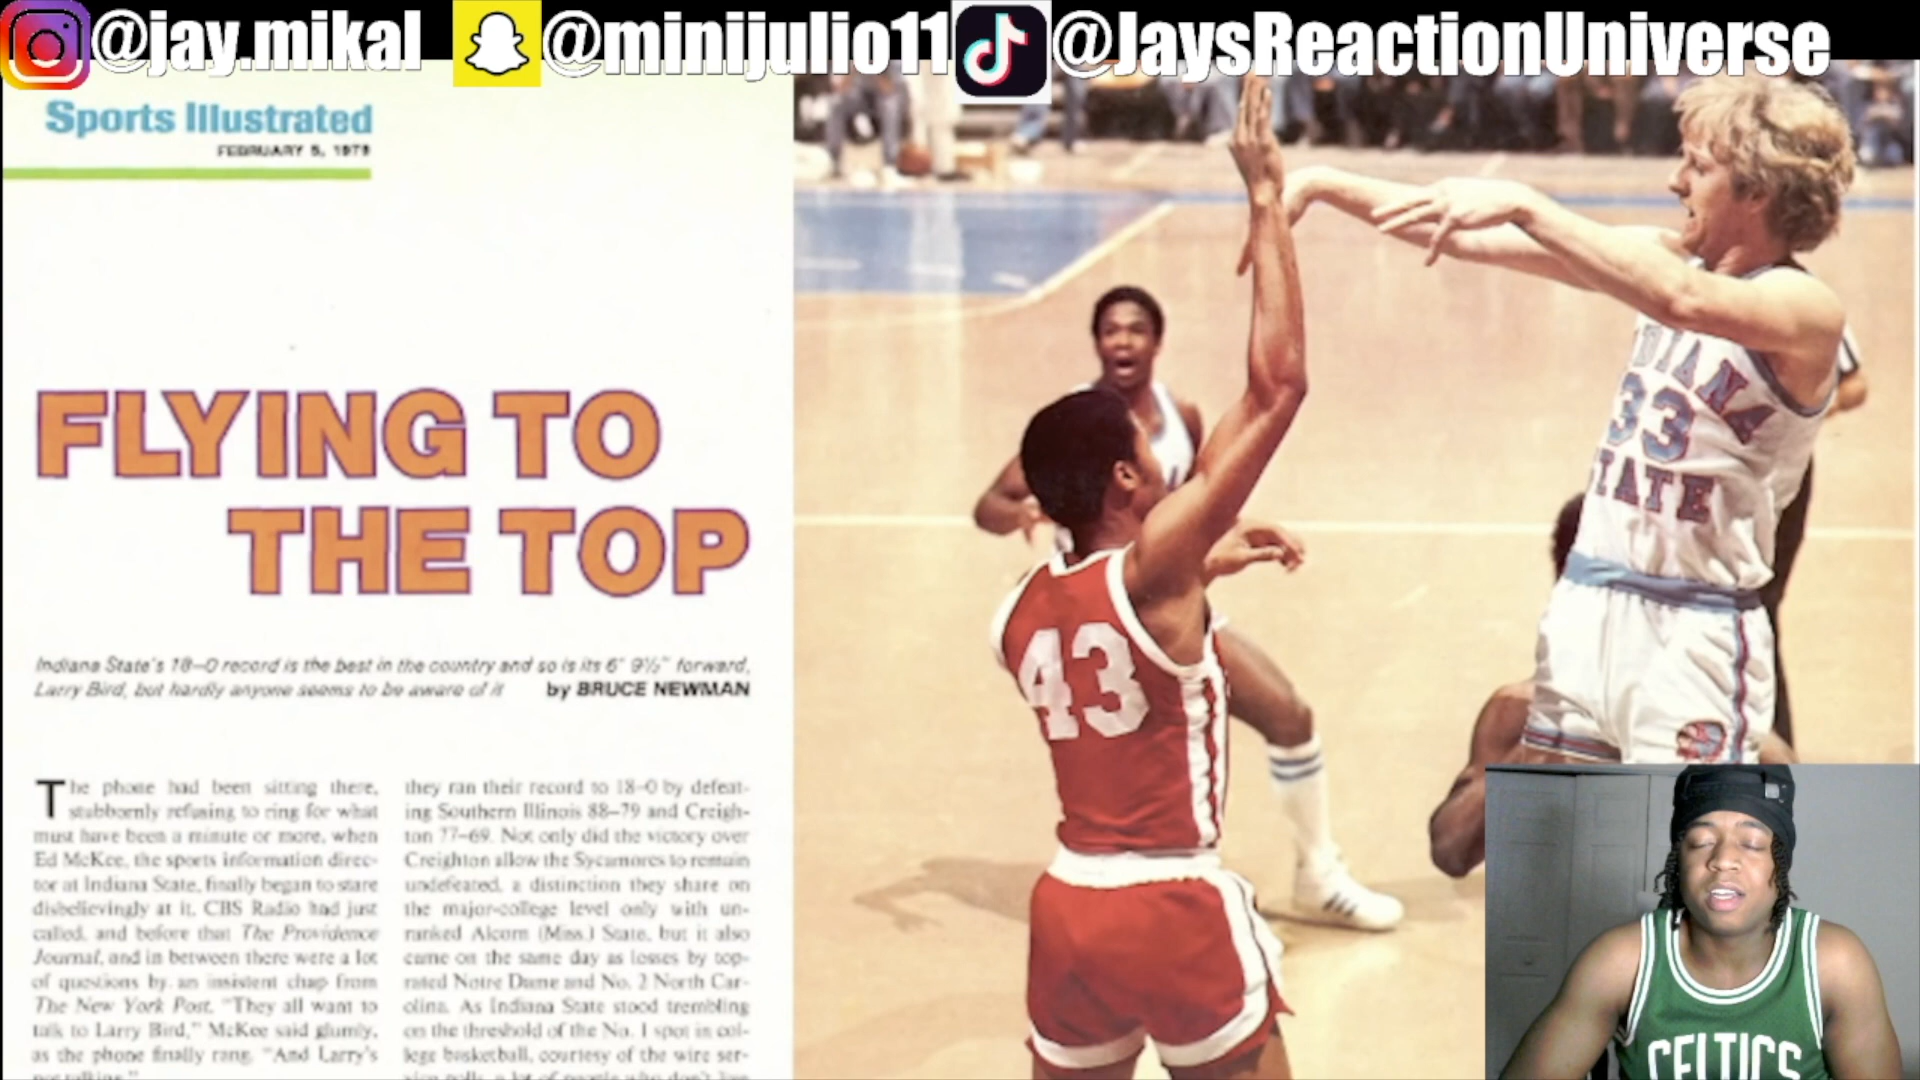 @jay.mikal @minijulio11 @JaysReactionUniverse
Sports Illustrated
FEBRUARY 5, 1979
FLYING TO
THE TOP
Indiana State's 18–0 record is the best in the country and so is its 6' 9½" forward,
Larry Bird, but hardly anyone seems to be aware of it by BRUCE NEWMAN
The phone had been sitting there,
stubbornly refusing to ring for what
must have been a minute or more, when
Ed McKee, the sports information direc-
tor at Indiana State, finally began to stare
disbelievingly at it. CBS Radio had just
called, and before that The Providence
Journal, and in between there were a lot
of questions by an insistent chap from
The New York Post. "They all want to
talk to Larry Bird," McKee said glumly,
as the phone finally rang. "And Larry's
not talking."
they ran their record to 18–0 by defeat-
ing Southern Illinois 88–79 and Creigh-
ton 77–69. Not only did the victory over
Creighton allow the Sycamores to remain
undefeated, a distinction they share on
the major-college level only with un-
ranked Alcorn (Miss.) State, but it also
came on the same day as losses by top-
rated Notre Dame and No. 2 North Car-
olina. As Indiana State stood trembling
on the threshold of the No. 1 spot in col-
lege basketball, courtesy of the wire ser-
INDIANA
33
STATE
43
CELTICS